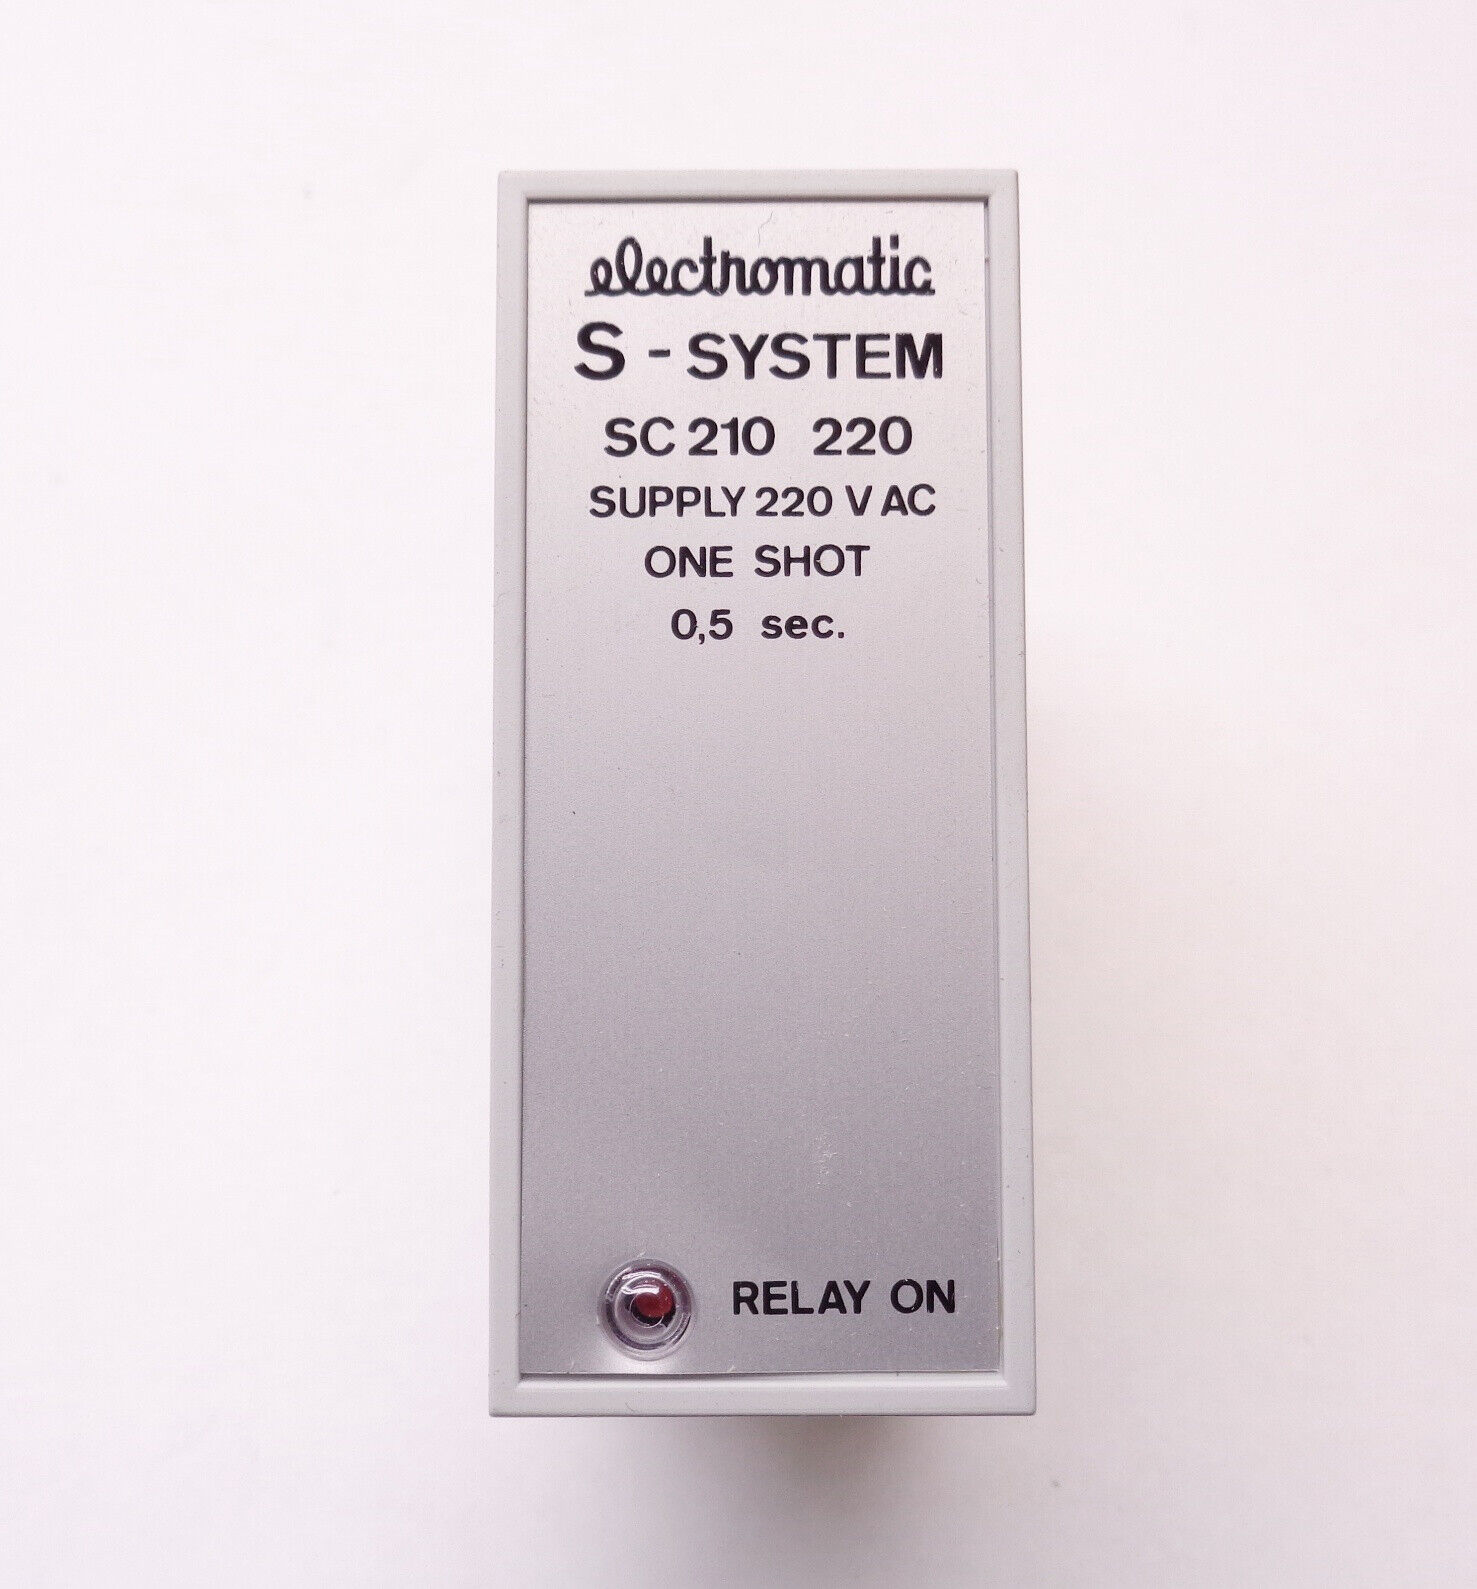 electromatic
S - SYSTEM
SC 210 220
SUPPLY 220 V AC
ONE SHOT
0,5 sec.
RELAY ON